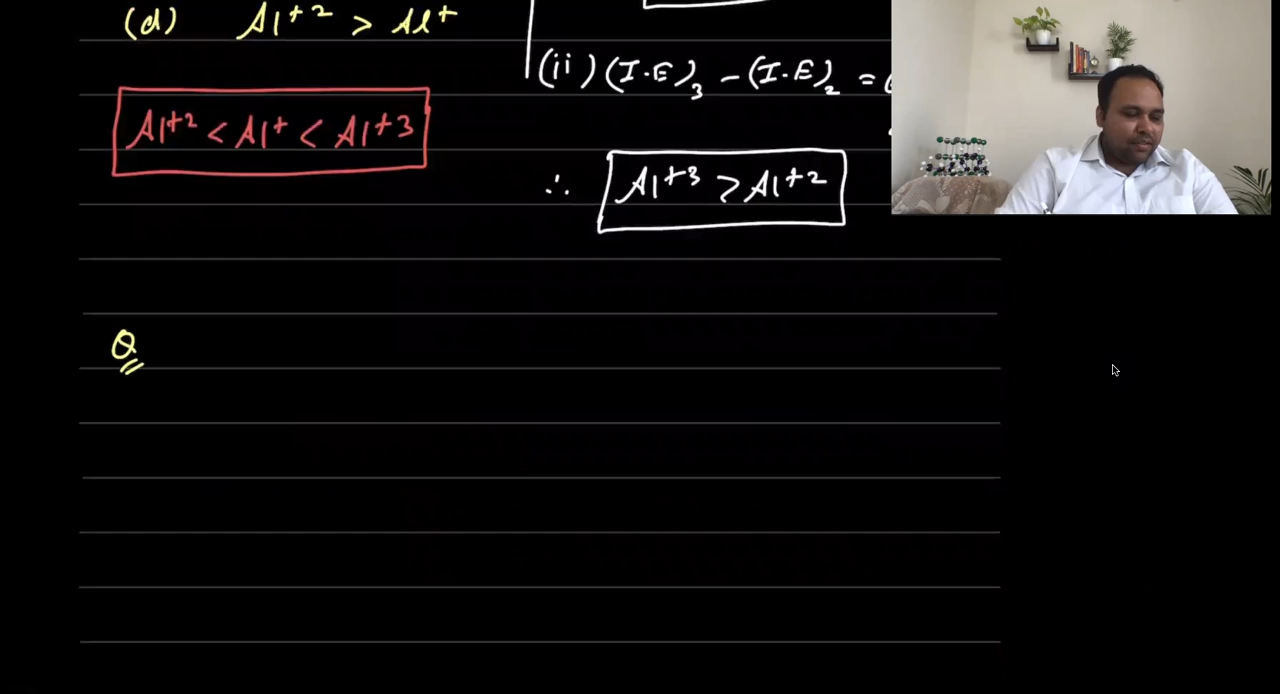 (d) Al+2 > Al+
Al+2 < Al+ < Al+3
(ii) (I.E)3 - (I.E)2 =
∴ Al+3 > Al+2
Q